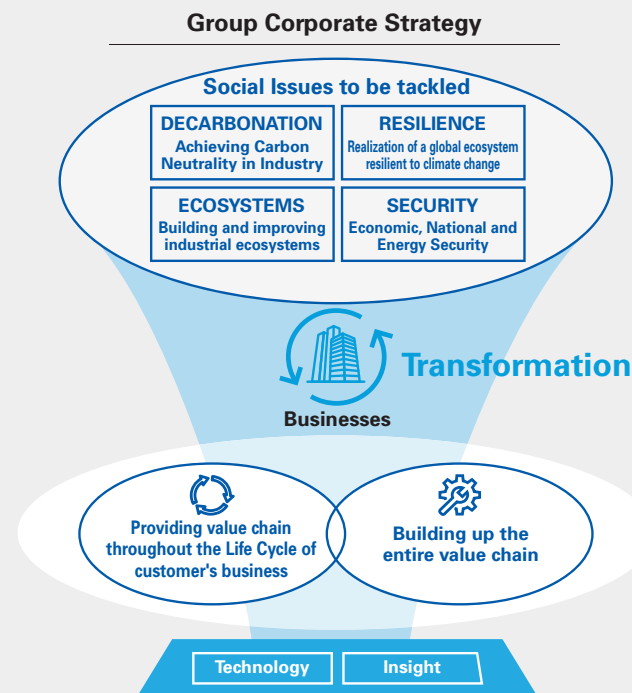 Group Corporate Strategy
Social Issues to be tackled
DECARBONATION
Achieving Carbon
Neutrality in Industry
RESILIENCE
Realization of a global ecosystem
resilient to climate change
ECOSYSTEMS
Building and improving
industrial ecosystems
SECURITY
Economic, National and
Energy Security
Transformation
Businesses
Providing value chain
throughout the Life Cycle of
customer's business
Building up the
entire value chain
Technology
Insight